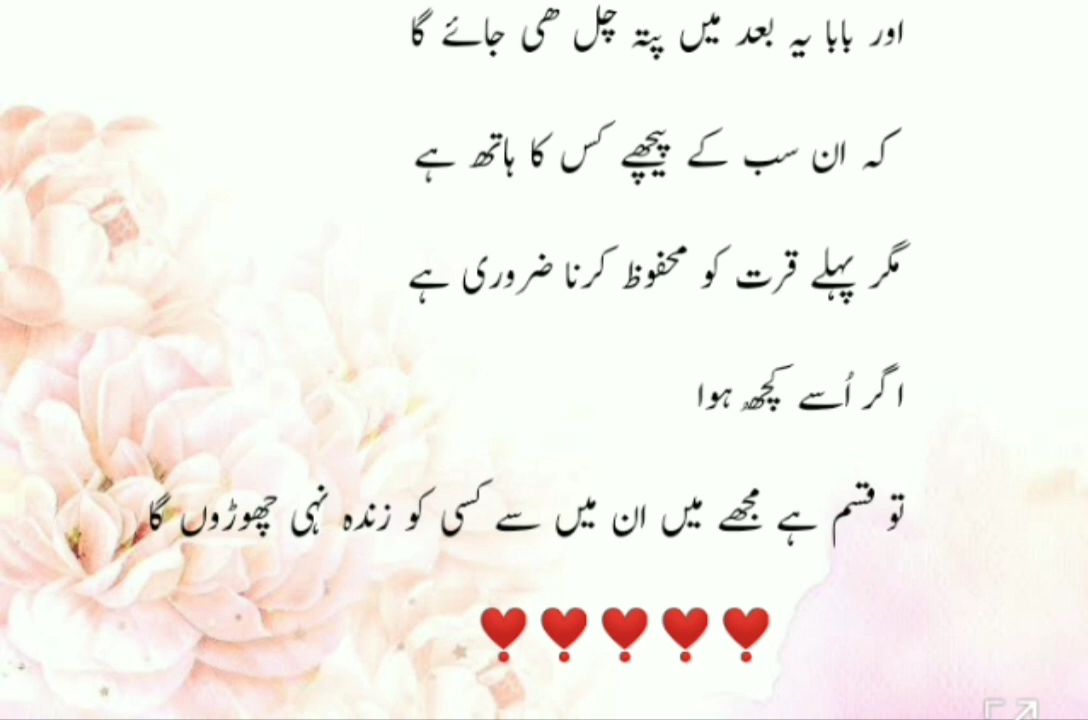 اور بابا یہ بعد میں پتہ چل ھی جائے گا
کہ ان سب کے پیچھے کس کا ہاتھ ہے
مگر پہلے قرت کو محفوظ کرنا ضروری ہے
اگر اُسے کچھ ہوا
تو قسم ہے مجھے میں ان میں سے کسی کو زندہ نہی چھوڑوں گا
❣️❣️❣️❣️❣️